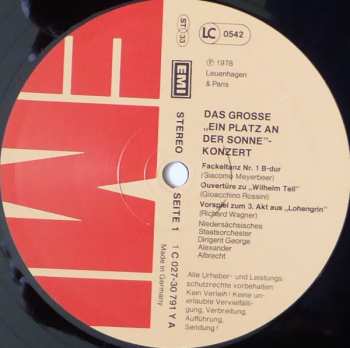 ST 33
LC 0542
EMI
℗ 1978
Leuenhagen
& Paris
STEREO
SEITE 1
1 C 027-30 791 Y A
Made in Germany
DAS GROSSE
„EIN PLATZ AN
DER SONNE"-
KONZERT
Fackeltanz Nr. 1 B-dur
(Giacomo Meyerbeer)
Ouvertüre zu „Wilhelm Tell"
(Gioacchino Rossini)
Vorspiel zum 3. Akt aus „Lohengrin"
(Richard Wagner)
Niedersächsisches
Staatsorchester
Dirigent George
Alexander
Albrecht
Alle Urheber- und Leistungs-
schutzrechte vorbehalten
Kein Verleih! Keine un-
erlaubte Vervielfälti-
gung, Verbreitung,
Aufführung,
Sendung!